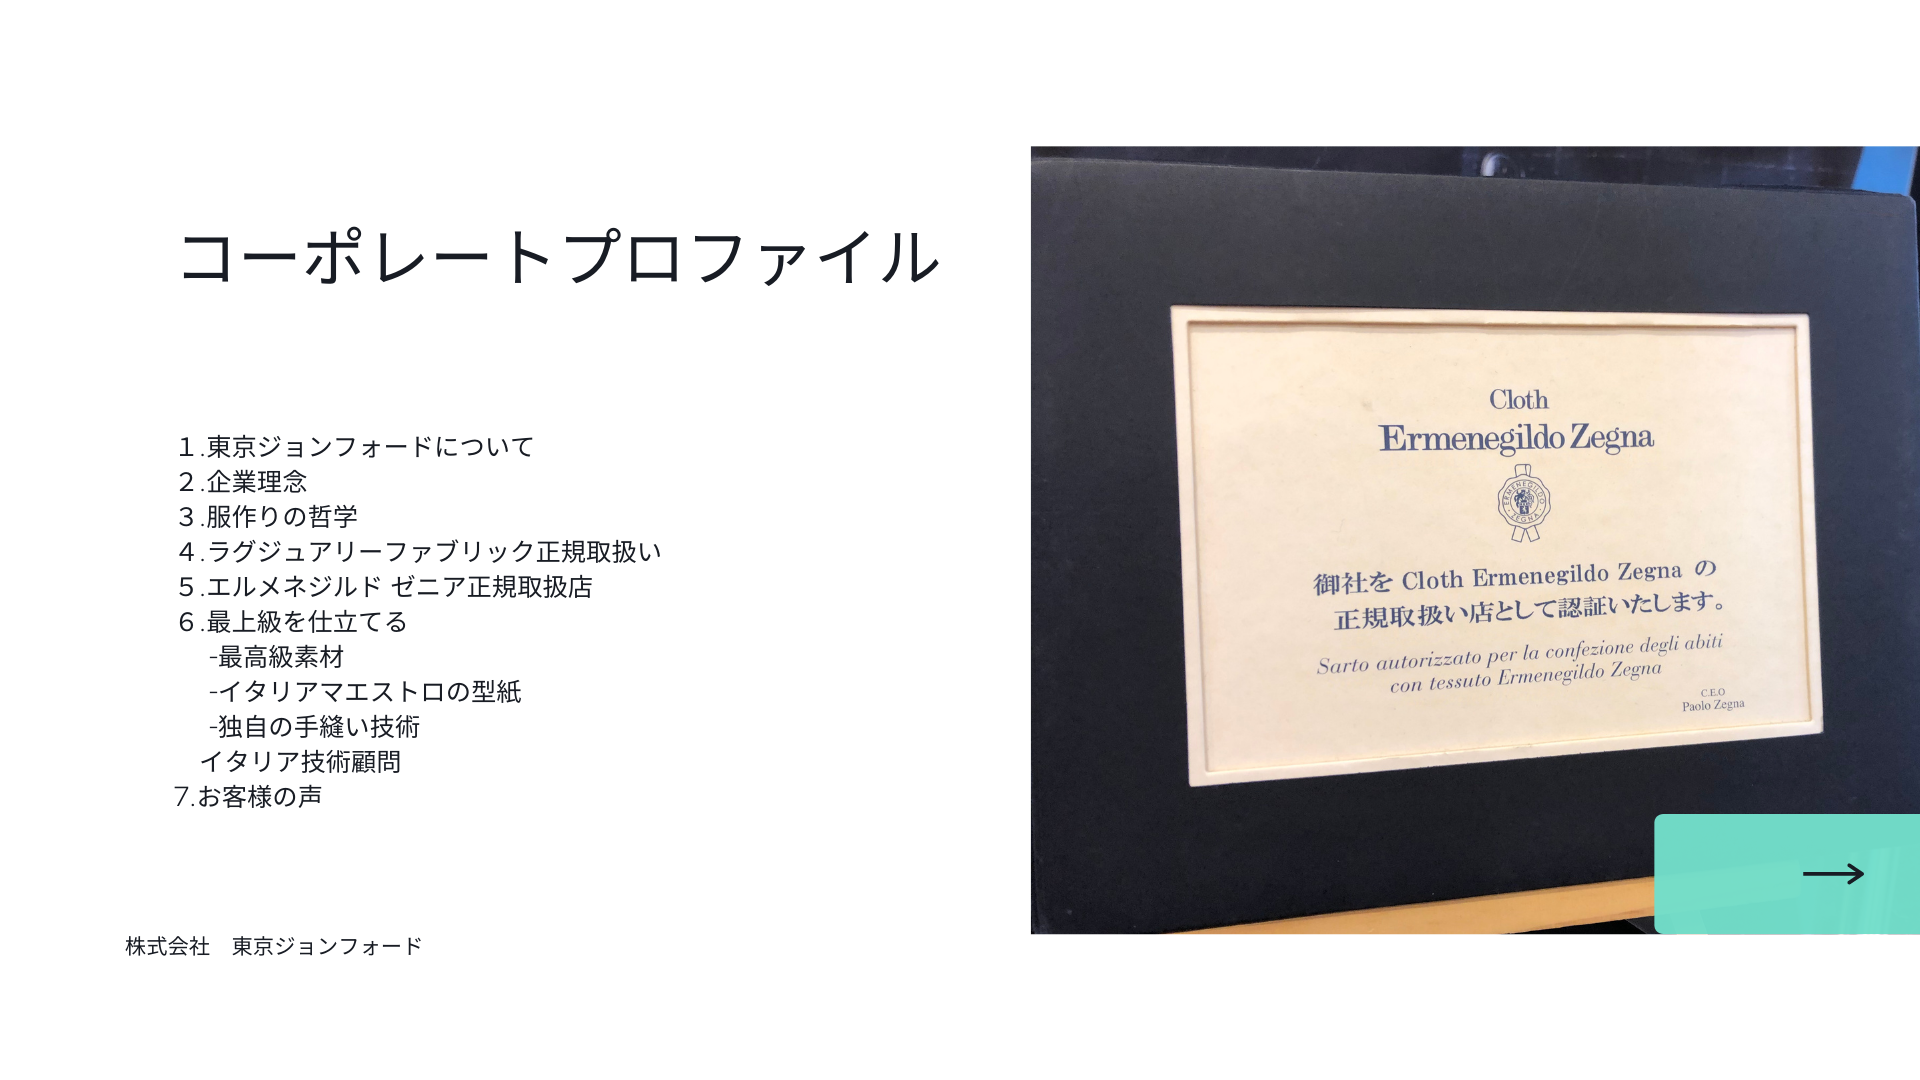 コーポレートプロファイル
１.東京ジョンフォードについて
２.企業理念
３.服作りの哲学
４.ラグジュアリーファブリック正規取扱い
５.エルメネジルド ゼニア正規取扱店
６.最上級を仕立てる
-最高級素材
-イタリアマエストロの型紙
-独自の手縫い技術
イタリア技術顧問
7.お客様の声
株式会社　東京ジョンフォード
Cloth
Ermenegildo Zegna
ERMENEGILDO
ZEGNA
御社を Cloth Ermenegildo Zegna の
正規取扱い店として認証いたします。
Sarto autorizzato per la confezione degli abiti
con tessuto Ermenegildo Zegna
C.E.O
Paolo Zegna